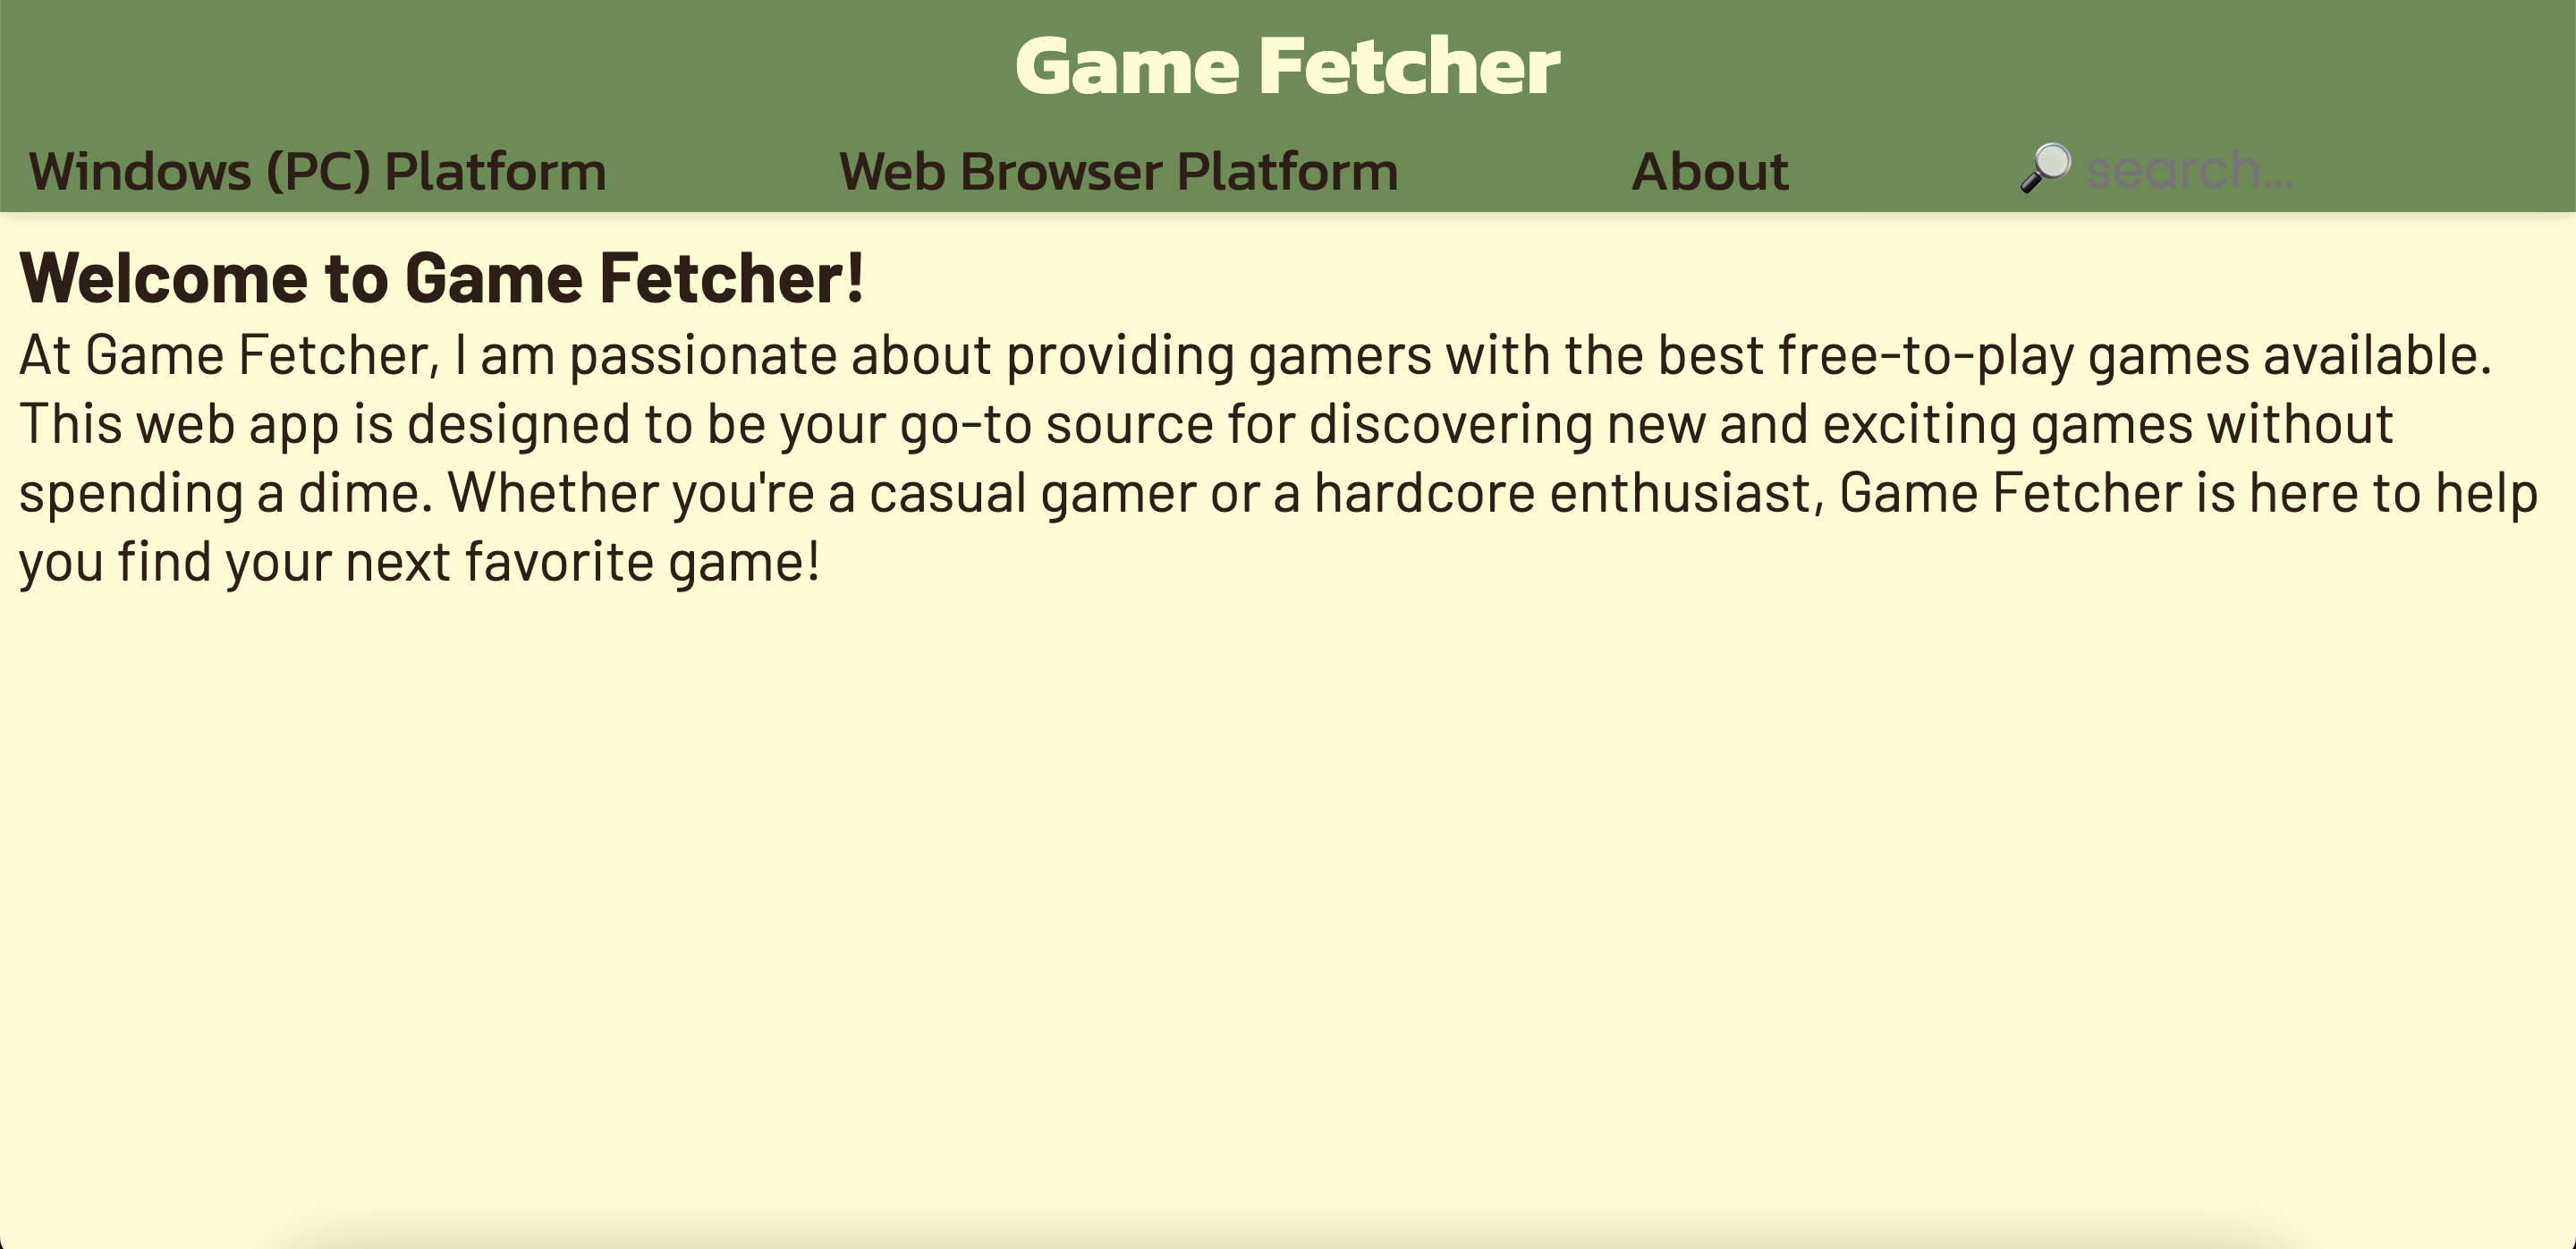 Game Fetcher
Windows (PC) Platform
Web Browser Platform
About
search...
Welcome to Game Fetcher!
At Game Fetcher, I am passionate about providing gamers with the best free-to-play games available.
This web app is designed to be your go-to source for discovering new and exciting games without
spending a dime. Whether you're a casual gamer or a hardcore enthusiast, Game Fetcher is here to help
you find your next favorite game!